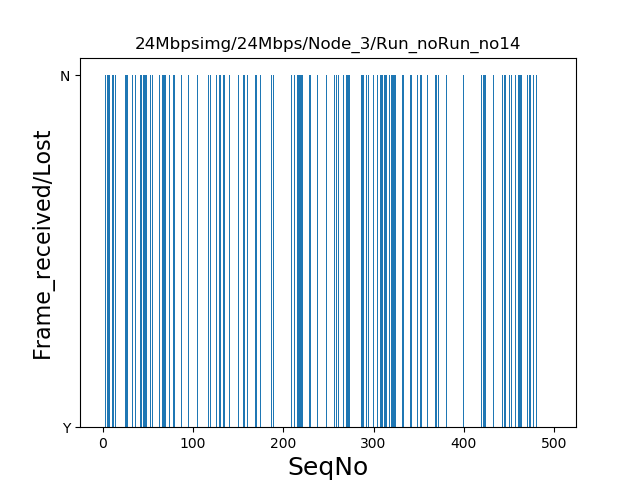 24Mbpsimg/24Mbps/Node_3/Run_noRun_no14
N
Frame_received/Lost
Y
0 100 200 300 400 500
SeqNo